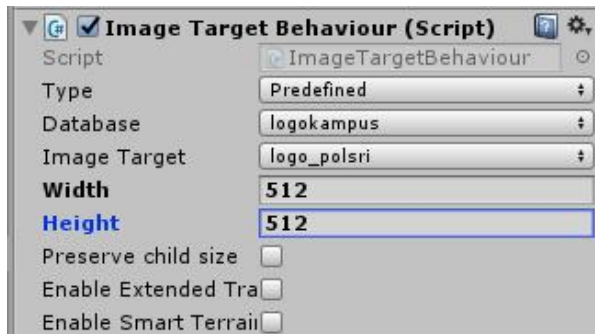 Image Target Behaviour (Script)
Script ImageTargetBehaviour
Type Predefined
Database logokampus
Image Target logo_polsri
Width 512
Height 512
Preserve child size
Enable Extended Tra
Enable Smart Terrain